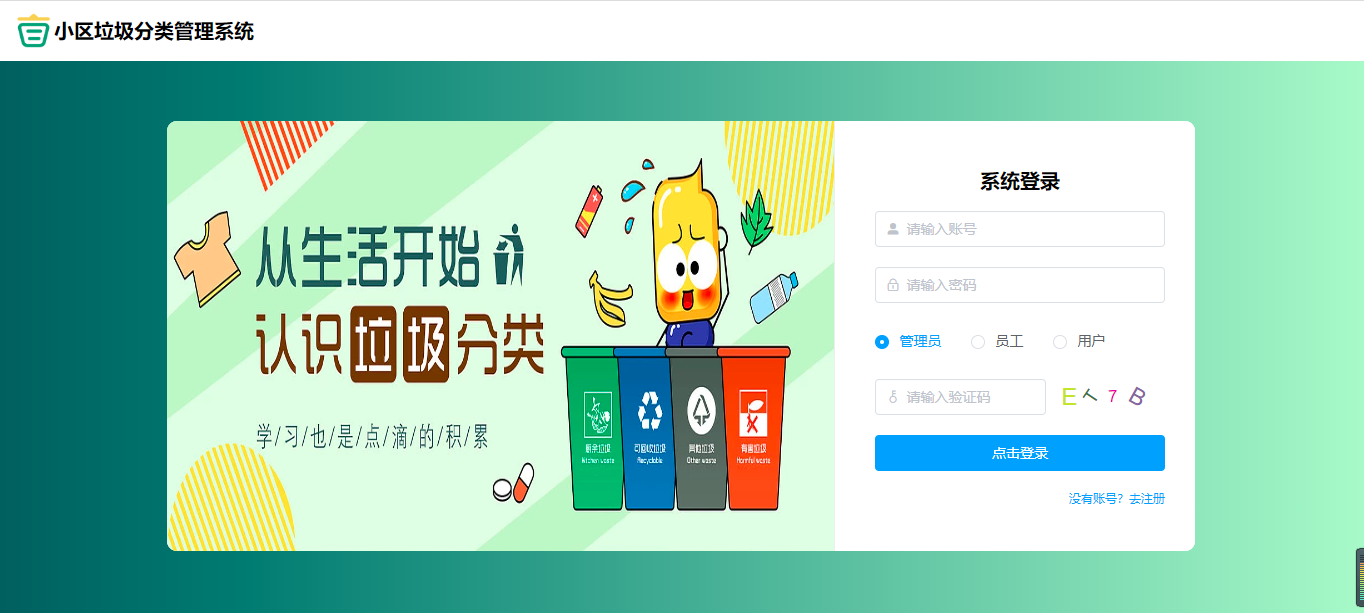 小区垃圾分类管理系统
从生活开始
认识垃圾分类
学/习/也/是/点/滴/的/积/累
厨余垃圾
Kitchen waste
可回收垃圾
Recyclable
其他垃圾
Other waste
有害垃圾
Harmful waste
系统登录
请输入账号
请输入密码
管理员 员工 用户
请输入验证码 E T 7 B
点击登录
没有账号？去注册